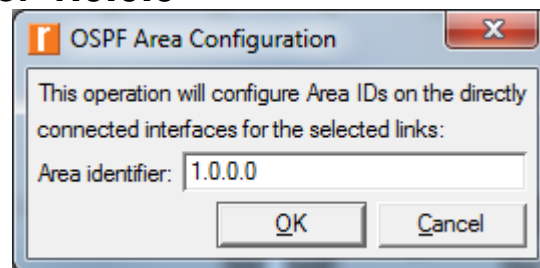 OSPF Area Configuration
This operation will configure Area IDs on the directly
connected interfaces for the selected links:
Area identifier: 1.0.0.0
OK Cancel